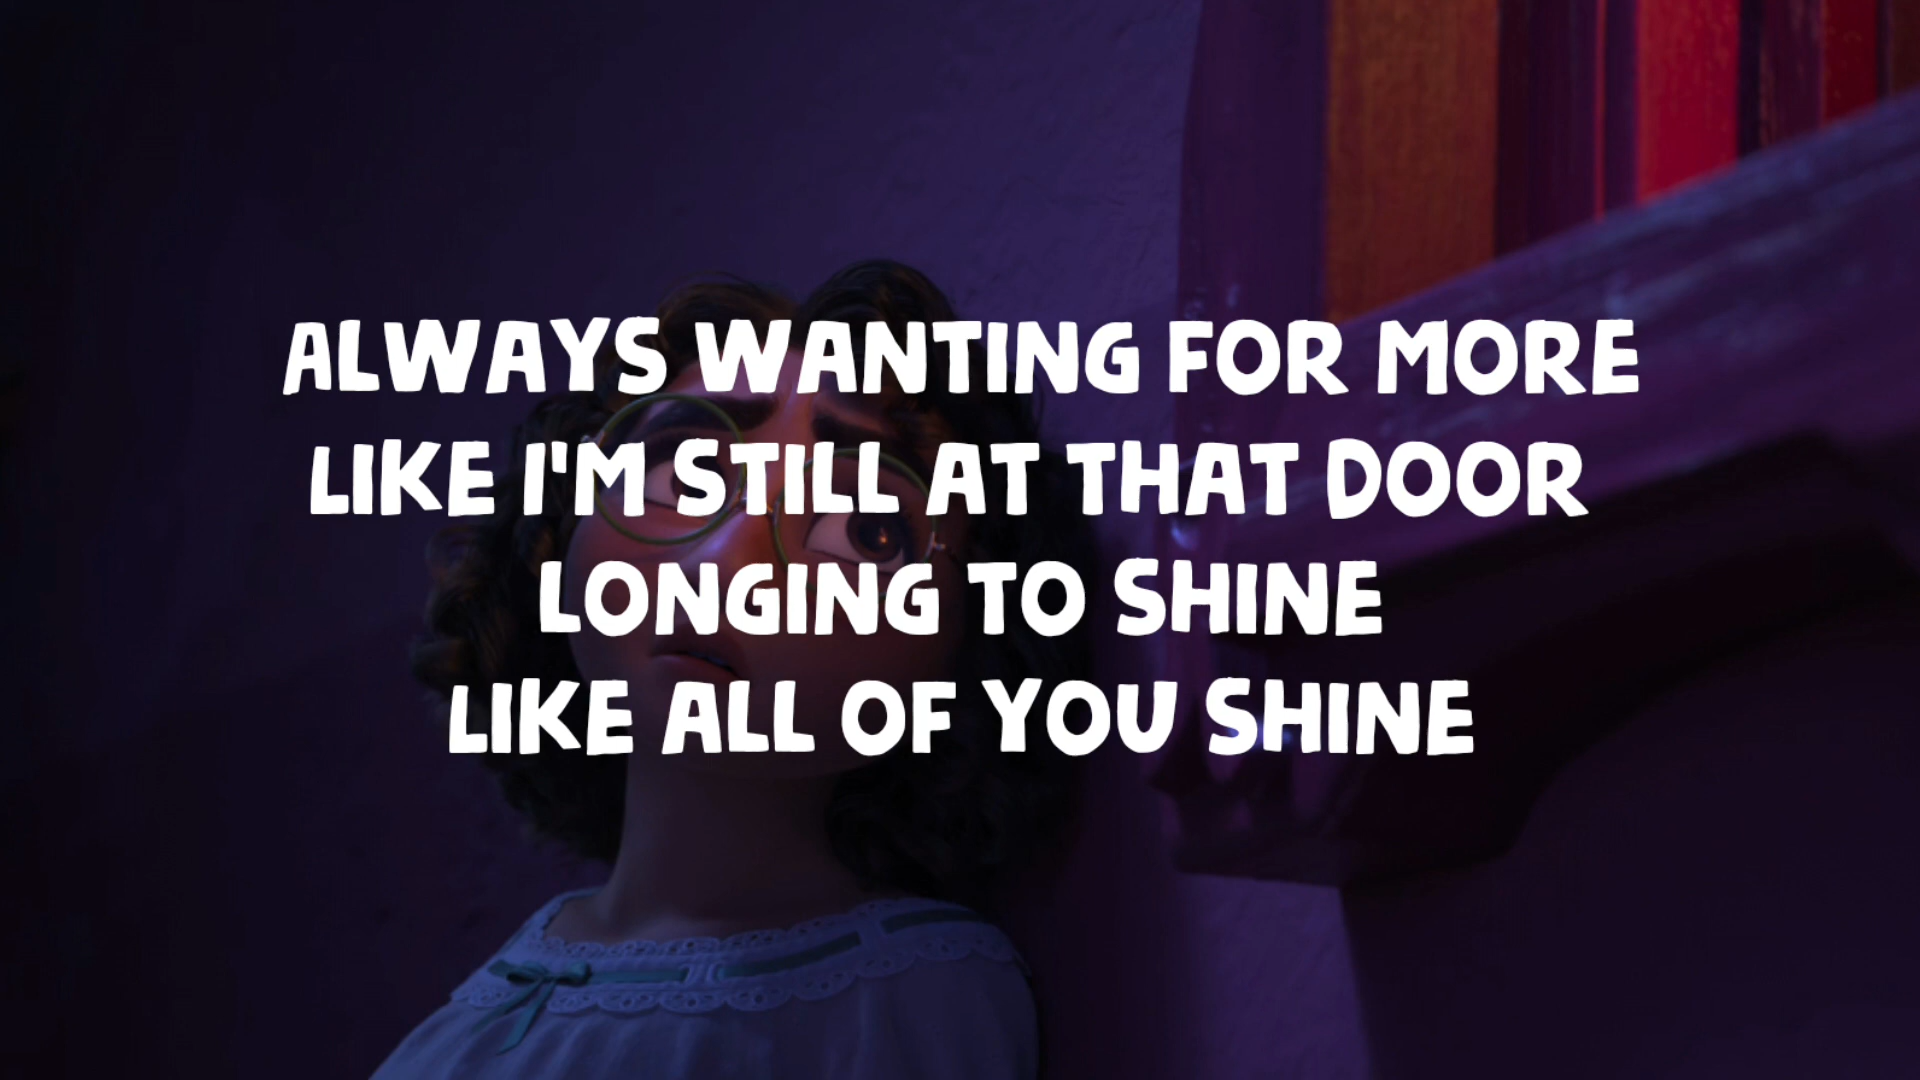 ALWAYS WANTING FOR MORE
LIKE I'M STILL AT THAT DOOR
LONGING TO SHINE
LIKE ALL OF YOU SHINE